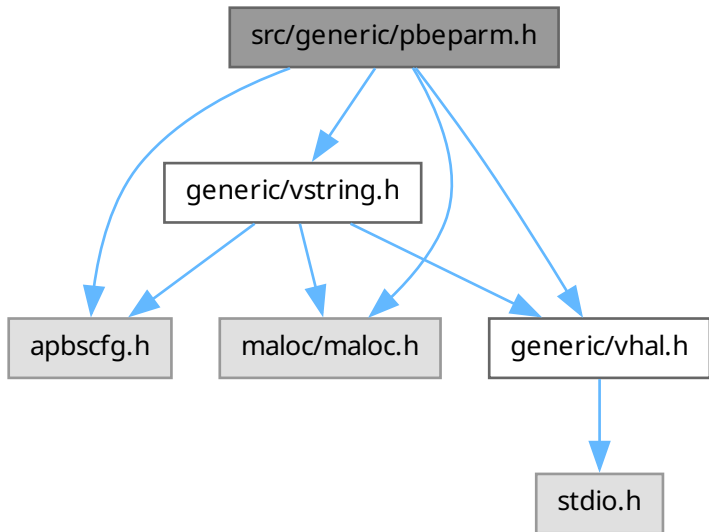 src/generic/pbeparm.h
generic/vstring.h
apbscfg.h
maloc/maloc.h
generic/vhal.h
stdio.h